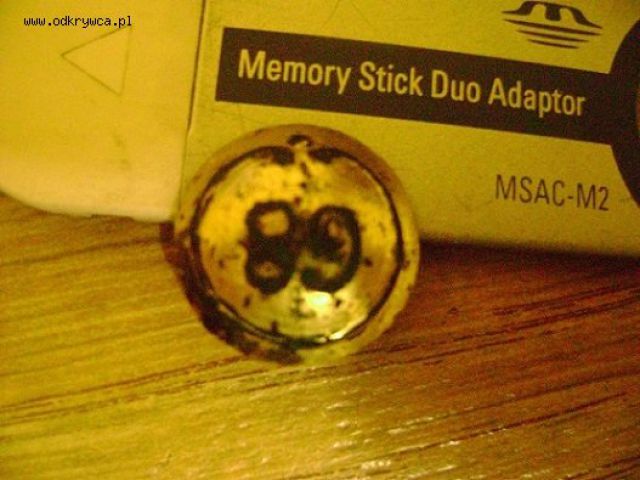 www.odkrywca.pl
Memory Stick Duo Adaptor
MSAC-M2
89